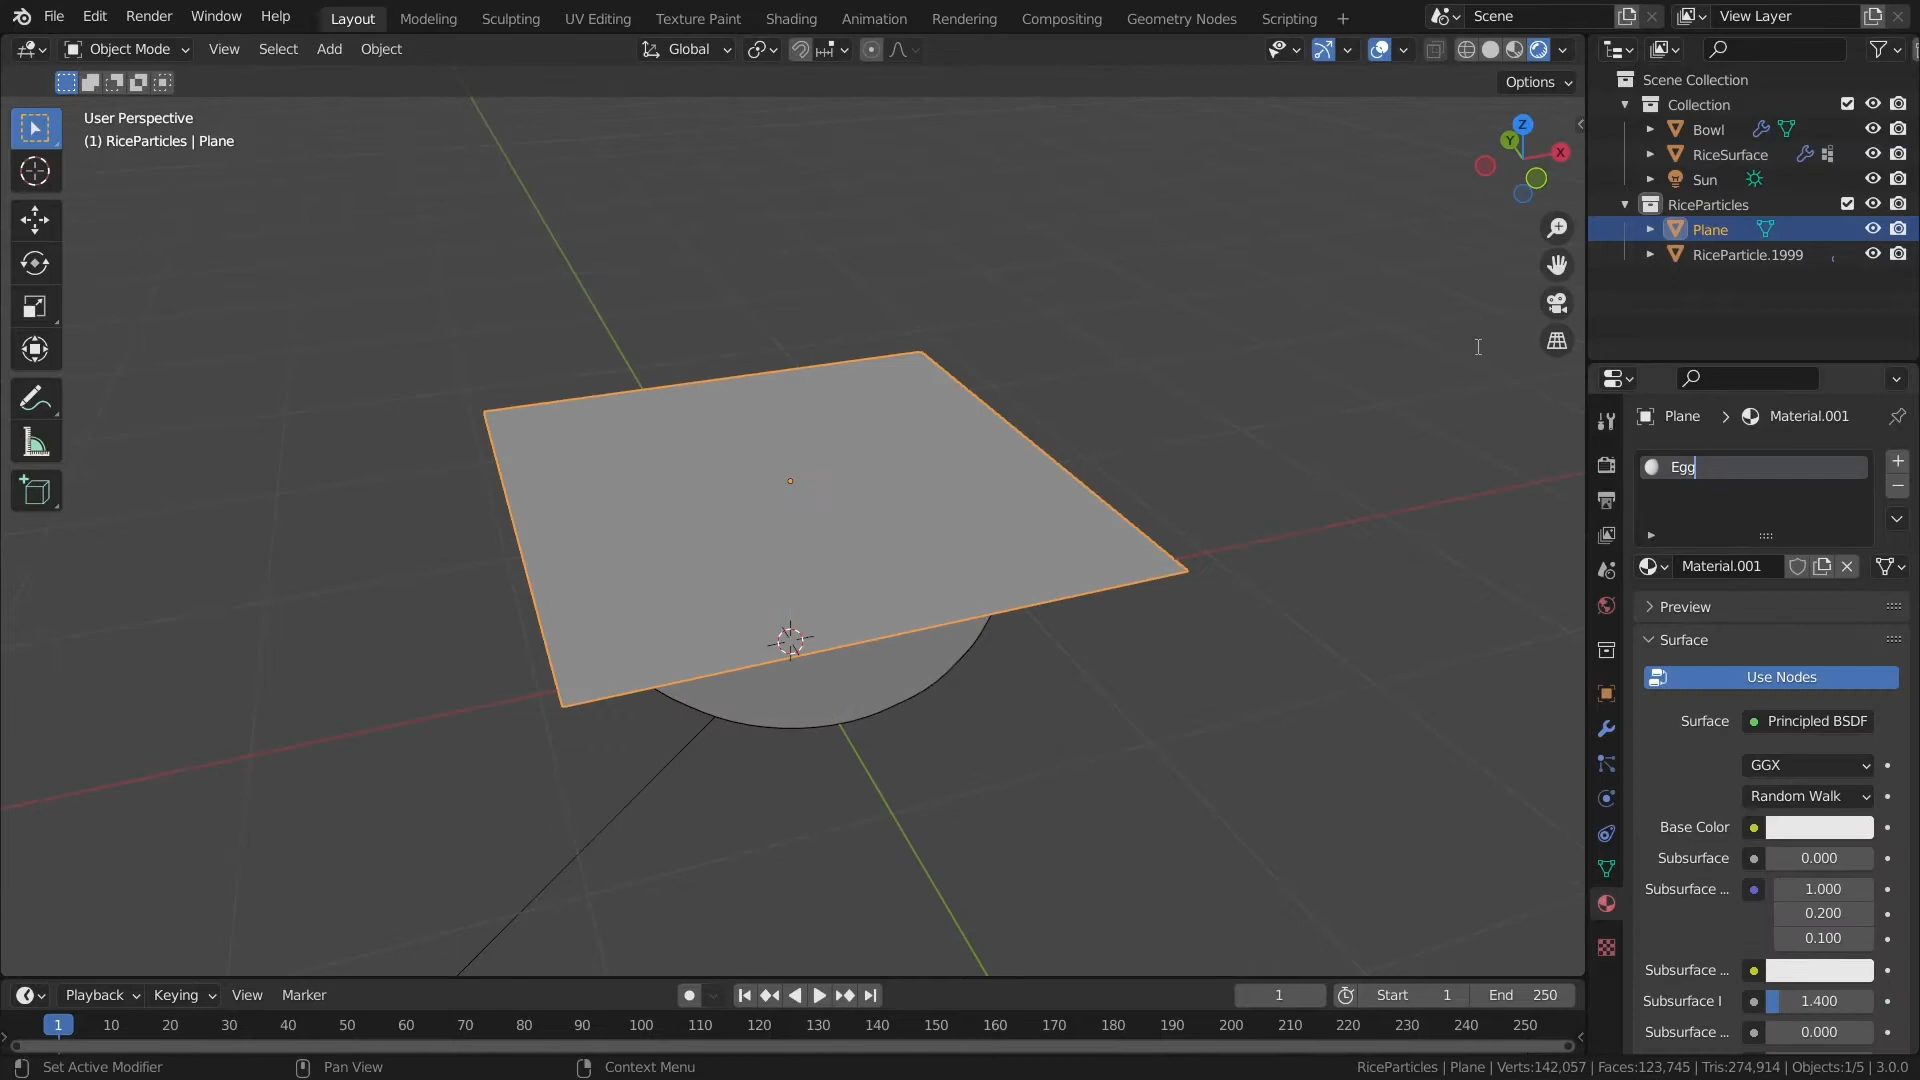 File Edit Render Window Help Layout Modeling Sculpting UV Editing Texture Paint Shading Animation Rendering Compositing Geometry Nodes Scripting + Scene View Layer
Object Mode View Select Add Object Global
Options
User Perspective
(1) RiceParticles | Plane
Z
Y
X
Scene Collection
Collection
Bowl
RiceSurface
Sun
RiceParticles
Plane
RiceParticle.1999
Plane > Material.001
Egg
Material.001
Preview
Surface
Use Nodes
Surface Principled BSDF
GGX
Random Walk
Base Color
Subsurface 0.000
Subsurface ... 1.000
0.200
0.100
Subsurface ...
Subsurface I 1.400
Subsurface ... 0.000
Playback Keying View Marker 1 Start 1 End 250
1 10 20 30 40 50 60 70 80 90 100 110 120 130 140 150 160 170 180 190 200 210 220 230 240 250
Set Active Modifier Pan View Context Menu RiceParticles | Plane | Verts:142,057 | Faces:123,745 | Tris:274,914 | Objects:1/5 | 3.0.0